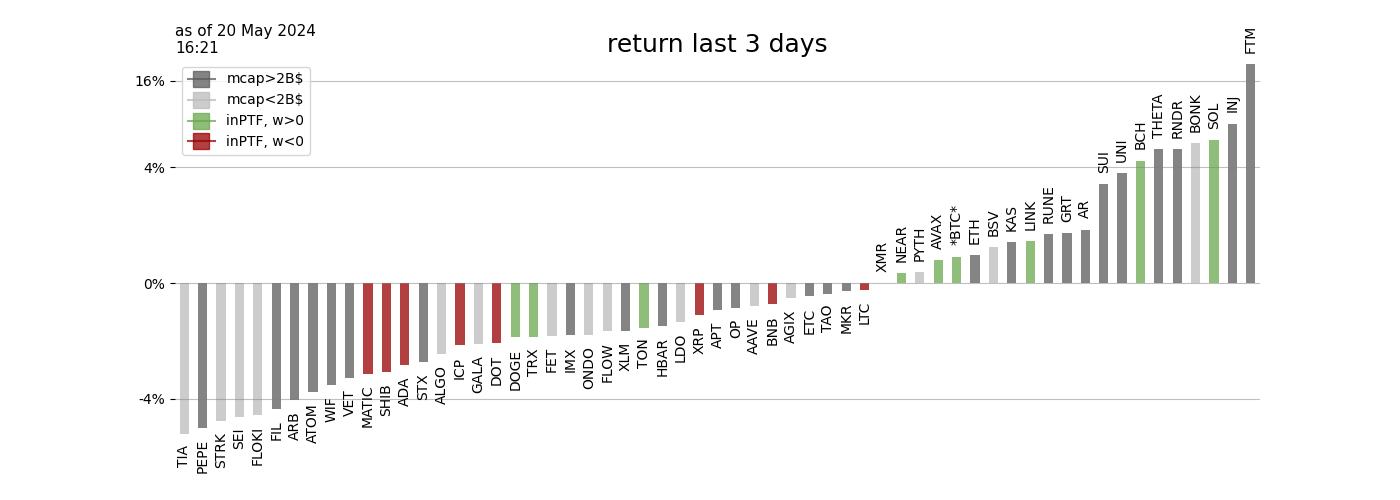 as of 20 May 2024
16:21
return last 3 days
mcap>2B$
mcap<2B$
inPTF, w>0
inPTF, w<0
16%
4%
0%
-4%
TIA
PEPE
STRK
SEI
FLOKI
FIL
ARB
ATOM
WIF
VET
MATIC
SHIB
ADA
STX
ALGO
ICP
GALA
DOT
DOGE
TRX
FET
IMX
ONDO
FLOW
XLM
TON
HBAR
LDO
XRP
APT
OP
AAVE
BNB
AGIX
ETC
TAO
MKR
LTC
XMR
NEAR
PYTH
AVAX
*BTC*
ETH
BSV
KAS
LINK
RUNE
GRT
AR
SUI
UNI
BCH
THETA
RNDR
BONK
SOL
INJ
FTM